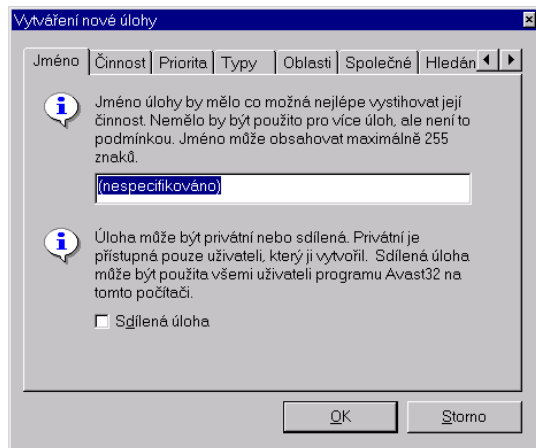 Vytváření nové úlohy
Jméno Činnost Priorita Typy Oblasti Společné Hledán
Jméno úlohy by mělo co možná nejlépe vystihovat její
činnost. Nemělo by být použito pro více úloh, ale není to
podmínkou. Jméno může obsahovat maximálně 255
znaků.
(nespecifikováno)
Úloha může být privátní nebo sdílená. Privátní je
přístupná pouze uživateli, který ji vytvořil. Sdílená úloha
může být použita všemi uživateli programu Avast32 na
tomto počítači.
Sdílená úloha
OK Storno